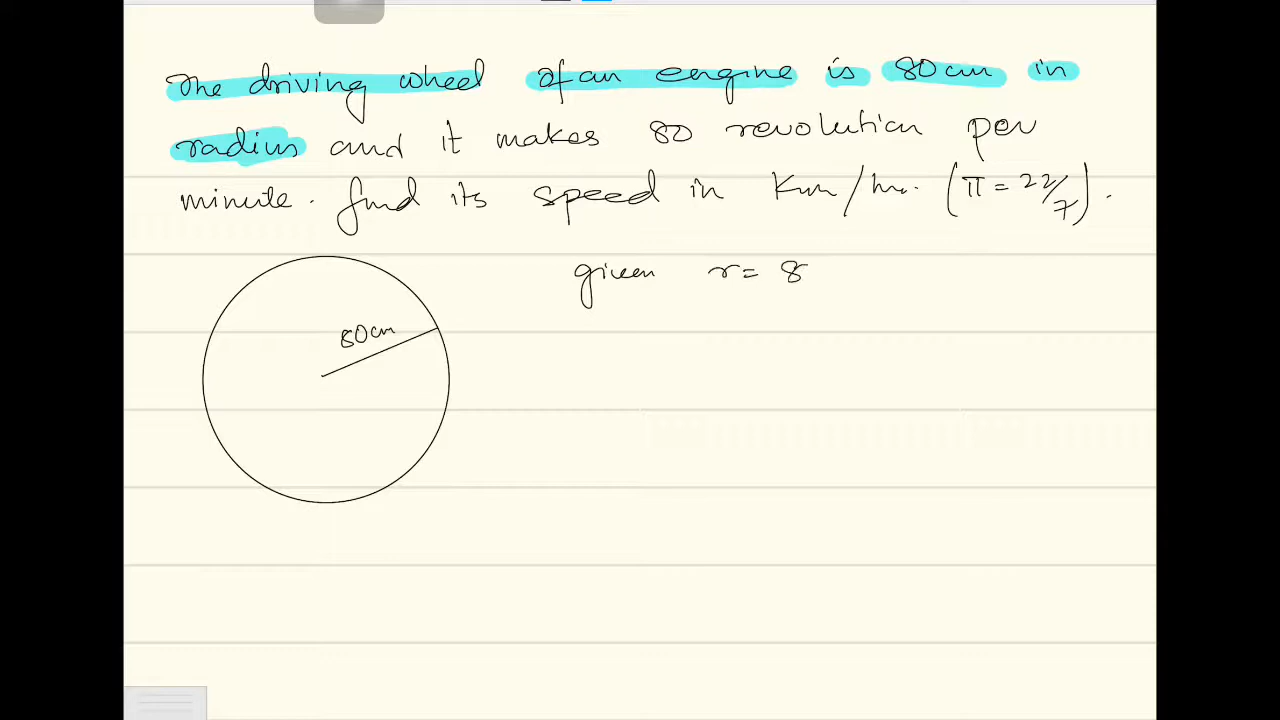 The driving wheel of an engine is 80 cm in
radius and it makes 80 revolution per
minute. find its speed in Km/hr. (π = 22/7).
given r = 8
80cm